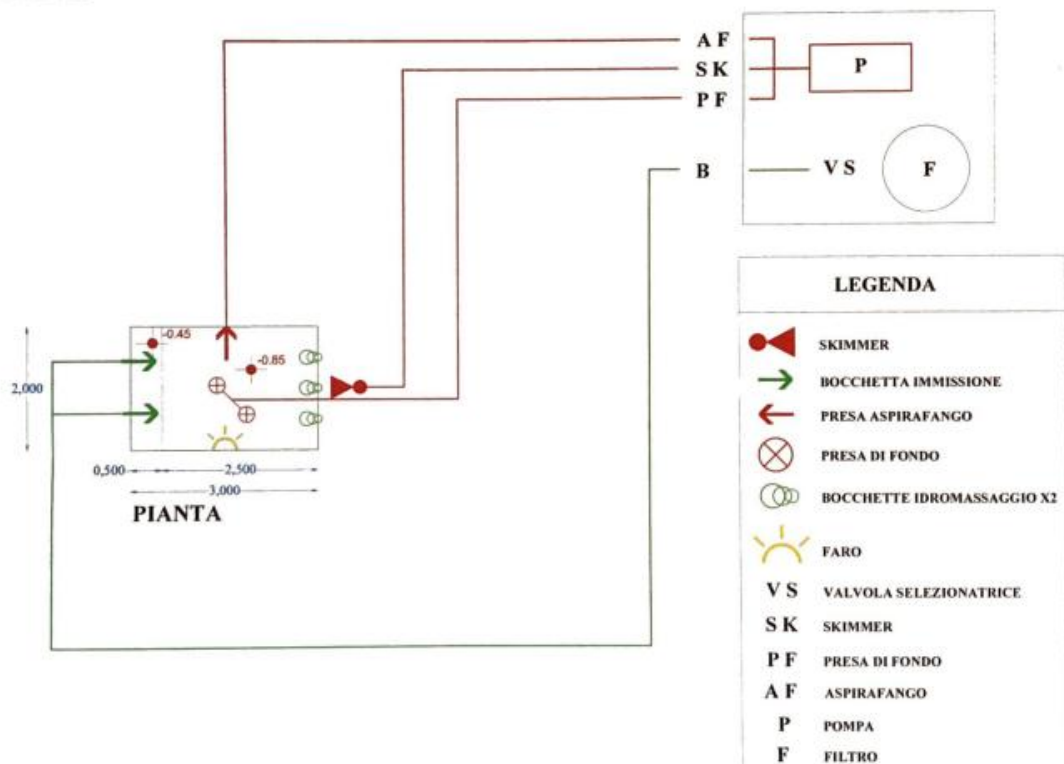 A F
S K
P F
P
B
V S
F
-0.45
-0.85
2,000
0,500
2,500
3,000
PIANTA
LEGENDA
SKIMMER
BOCCHETTA IMMISSIONE
PRESA ASPIRAFANGO
PRESA DI FONDO
BOCCHETTE IDROMASSAGGIO X2
FARO
V S VALVOLA SELEZIONATRICE
S K SKIMMER
P F PRESA DI FONDO
A F ASPIRAFANGO
P POMPA
F FILTRO